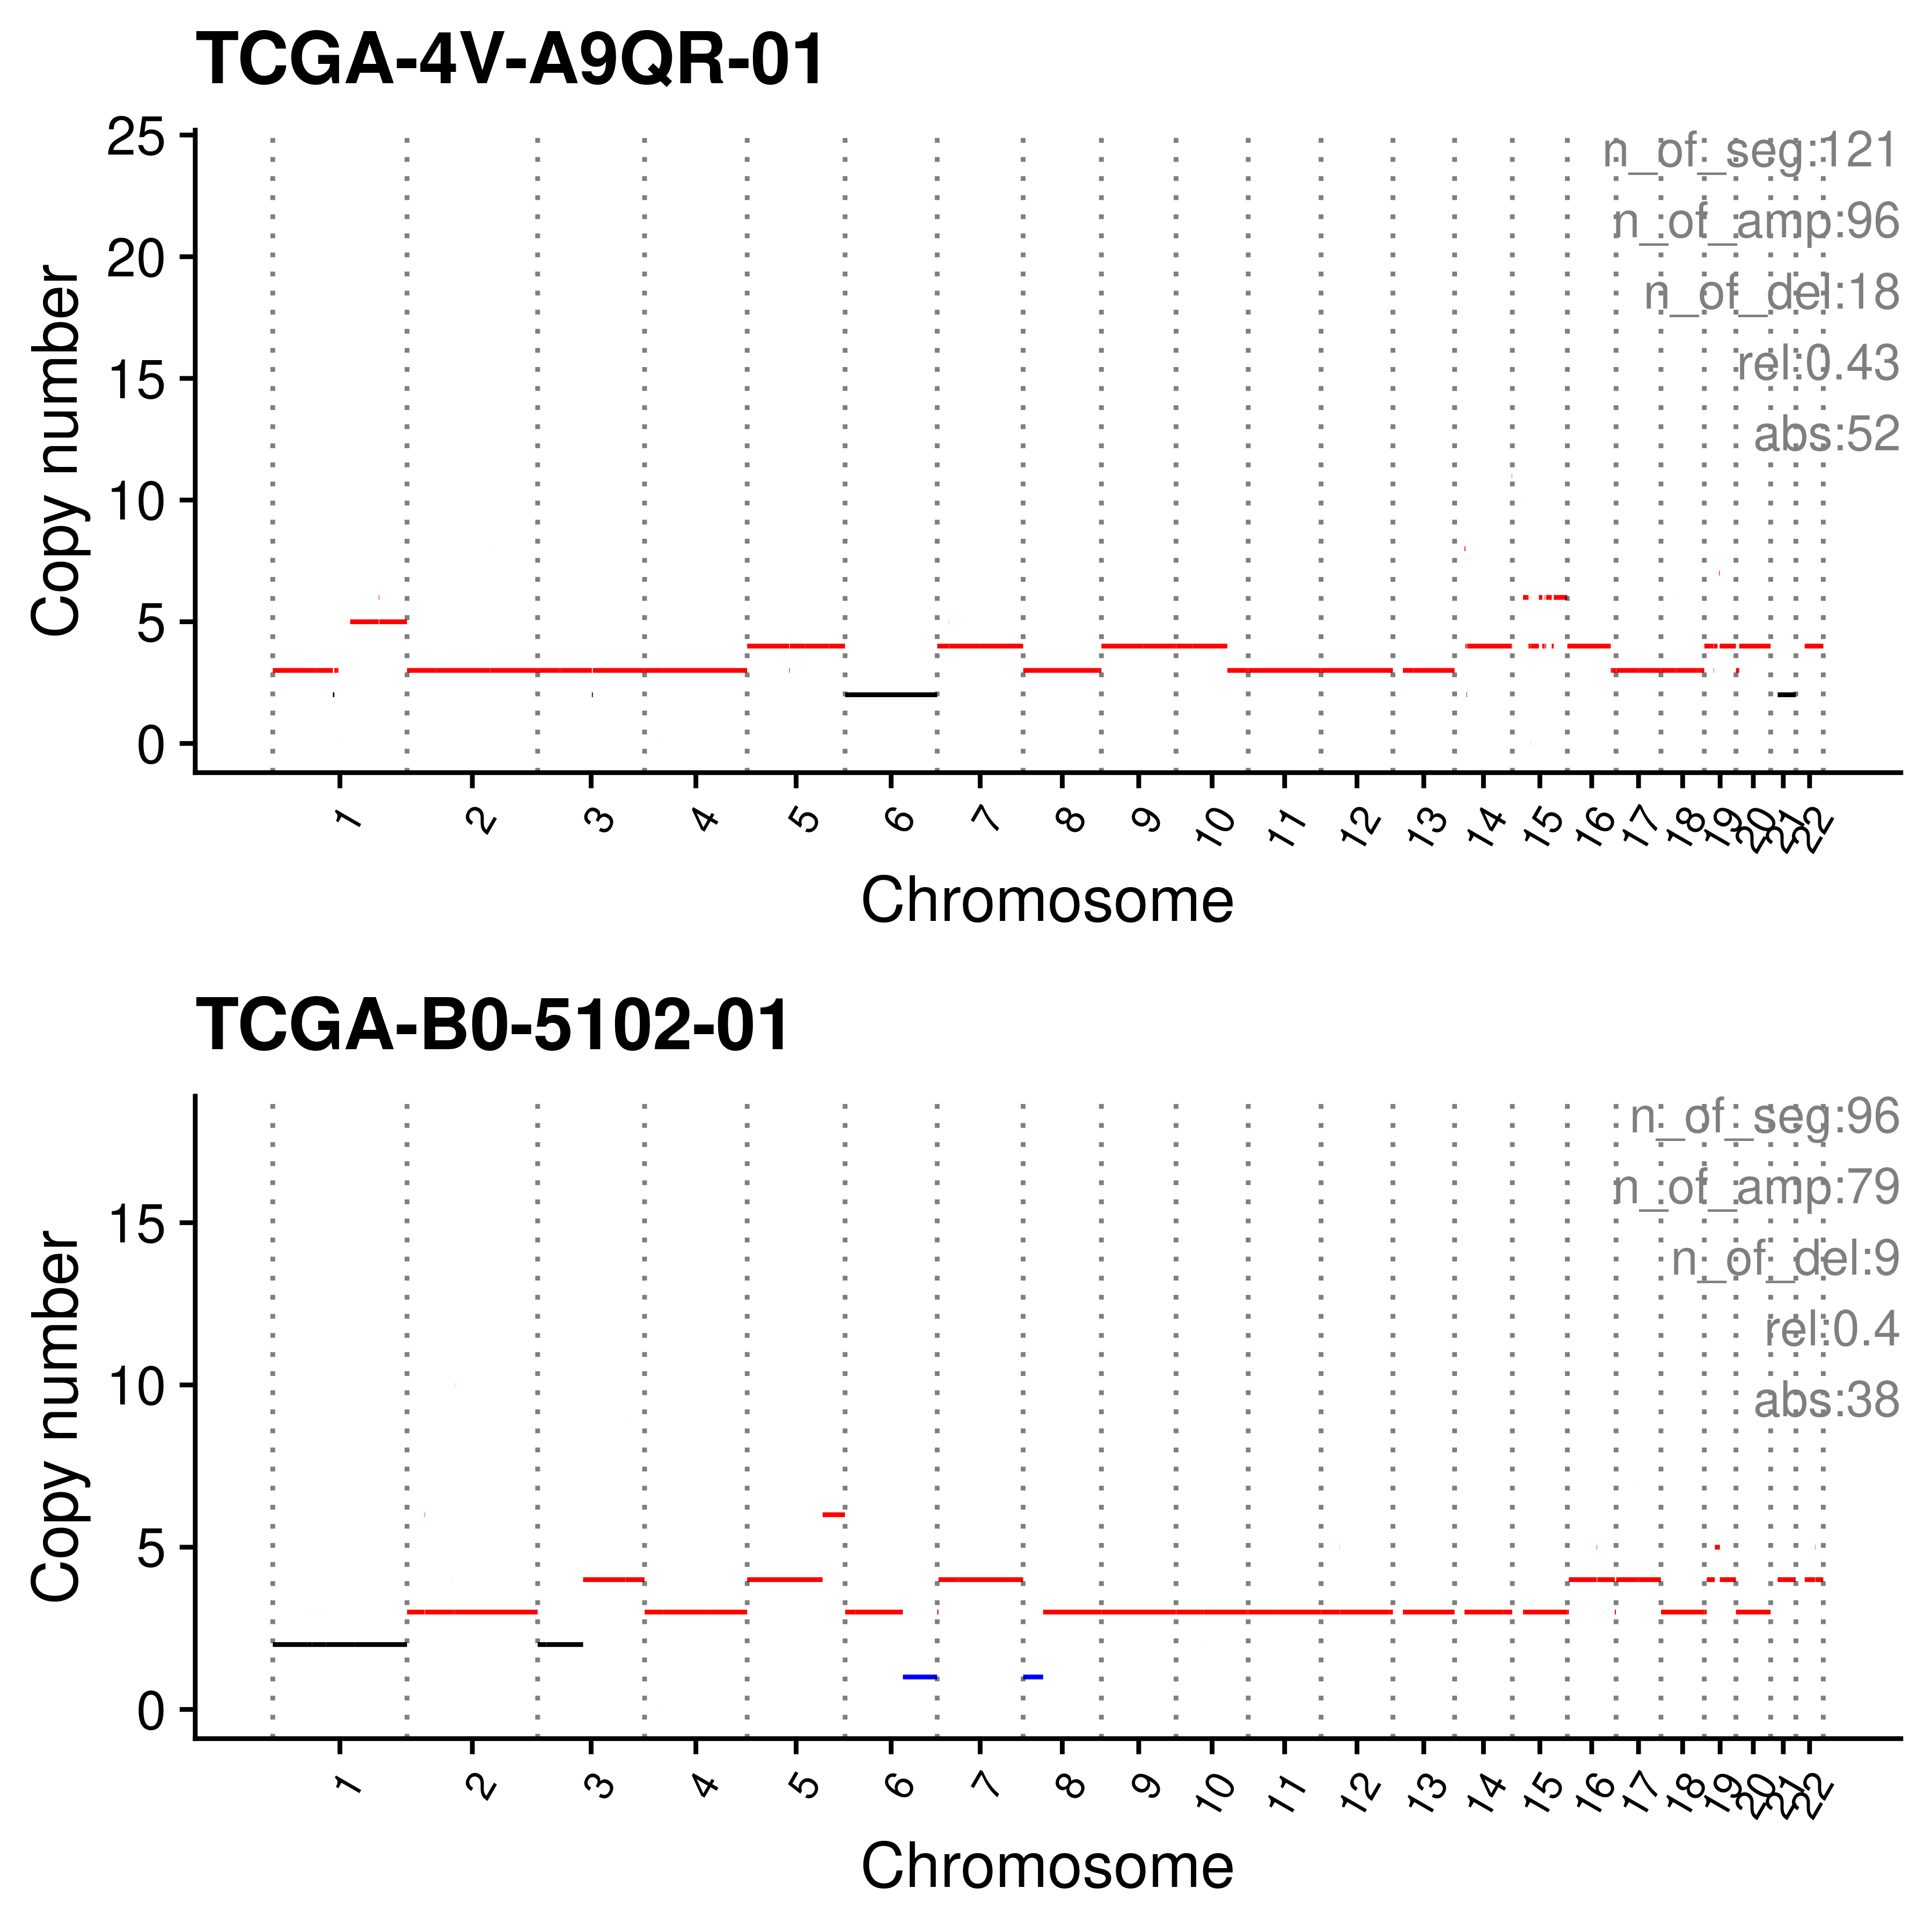 TCGA-4V-A9QR-01
25
20
15
10
5
0
Copy number
n_of_seg:121
n_of_amp:96
n_of_del:18
rel:0.43
abs:52
1 2 3 4 5 6 7 8 9 10 11 12 13 14 15 16 17 18 19 20 21 22
Chromosome
TCGA-B0-5102-01
15
10
5
0
Copy number
n_of_seg:96
n_of_amp:79
n_of_del:9
rel:0.4
abs:38
1 2 3 4 5 6 7 8 9 10 11 12 13 14 15 16 17 18 19 20 21 22
Chromosome